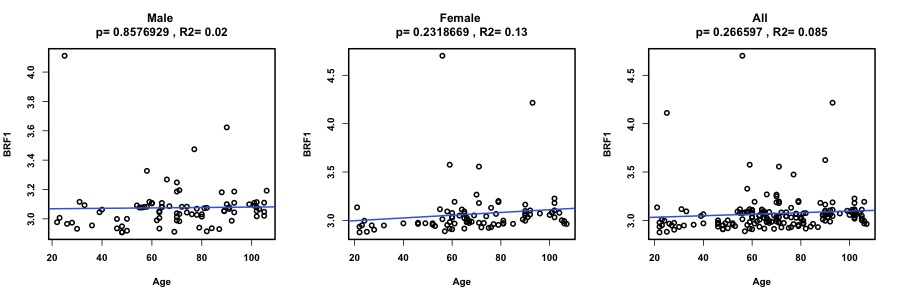 Male
p= 0.8576929 , R2= 0.02
BRF1
4.0
3.8
3.6
3.4
3.2
3.0
20 40 60 80 100
Age
Female
p= 0.2318669 , R2= 0.13
BRF1
4.5
4.0
3.5
3.0
20 40 60 80 100
Age
All
p= 0.266597 , R2= 0.085
BRF1
4.5
4.0
3.5
3.0
20 40 60 80 100
Age